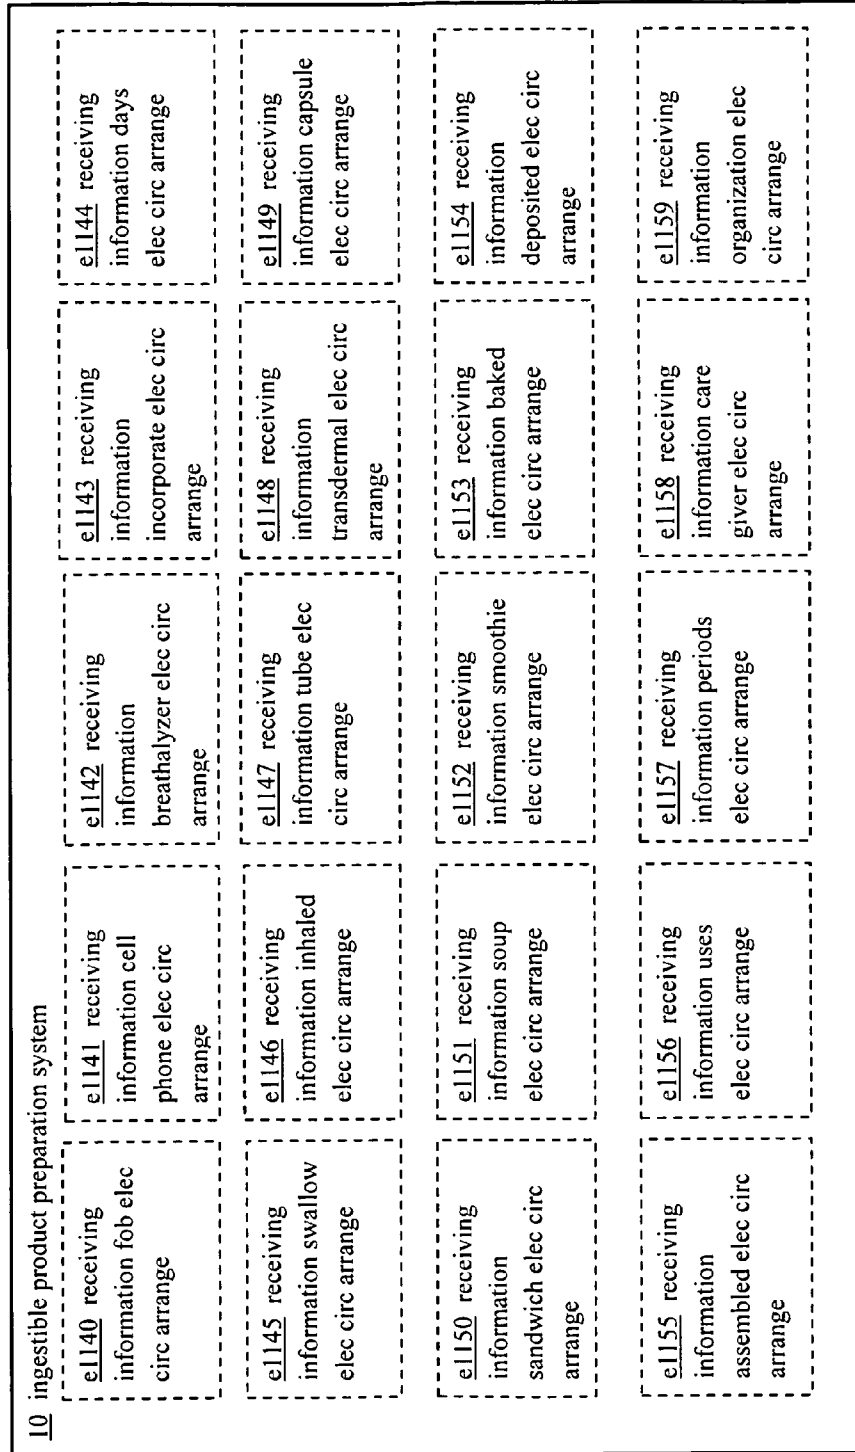 10 ingestible product preparation system
e1140 receiving
information fob elec
circ arrange
e1141 receiving
information cell
phone elec circ
arrange
e1142 receiving
information
breathalyzer elec circ
arrange
e1143 receiving
information
incorporate elec circ
arrange
e1144 receiving
information days
elec circ arrange
e1145 receiving
information swallow
elec circ arrange
e1146 receiving
information inhaled
elec circ arrange
e1147 receiving
information tube elec
circ arrange
e1148 receiving
information
transdermal elec circ
arrange
e1149 receiving
information capsule
elec circ arrange
e1150 receiving
information
sandwich elec circ
arrange
e1151 receiving
information soup
elec circ arrange
e1152 receiving
information smoothie
elec circ arrange
e1153 receiving
information baked
elec circ arrange
e1154 receiving
information
deposited elec circ
arrange
e1155 receiving
information
assembled elec circ
arrange
e1156 receiving
information uses
elec circ arrange
e1157 receiving
information periods
elec circ arrange
e1158 receiving
information care
giver elec circ
arrange
e1159 receiving
information
organization elec
circ arrange